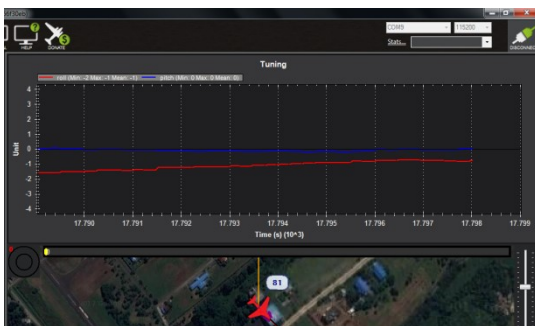 COM9 115200
HELP DONATE Stats... DISCONNECT
Tuning
roll (Min: -2 Max: -1 Mean: -1) pitch (Min: 0 Max: 0 Mean: 0)
4
3
2
1
0
-1
-2
-3
-4
Unit
17.790 17.791 17.792 17.793 17.794 17.795 17.796 17.797 17.798 17.799
Time (s) (10^3)
81